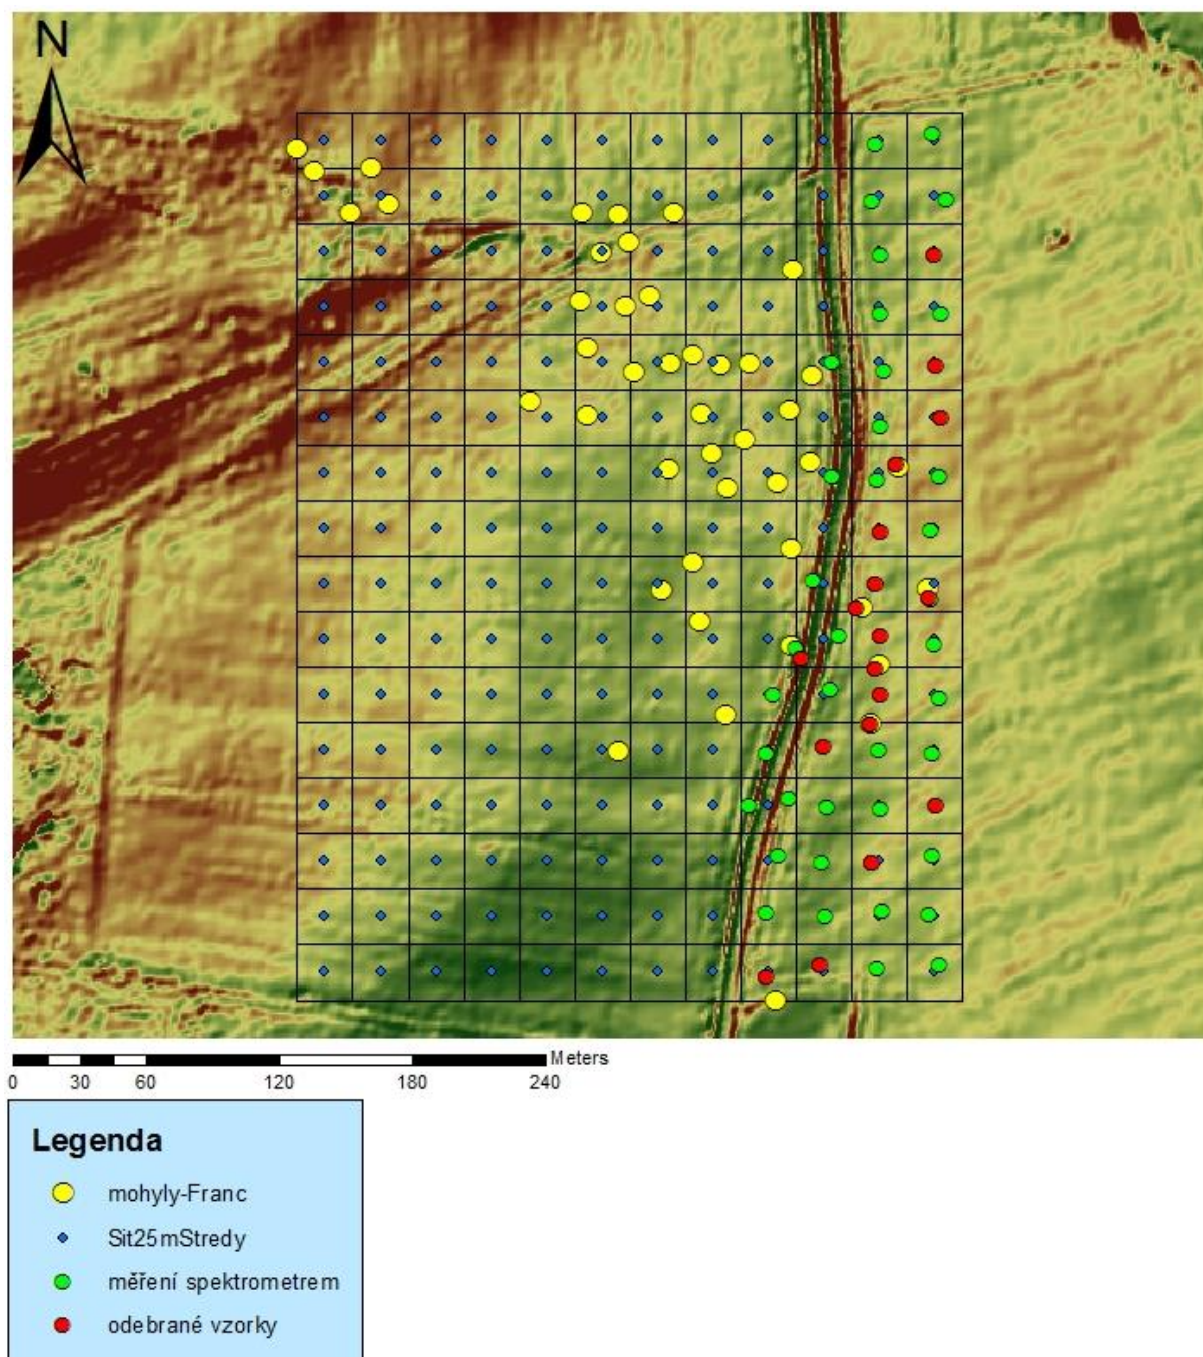 N
Meters
0 30 60 120 180 240
Legenda
mohyly-Franc
Sit25mStredy
měření spektrometrem
odebrané vzorky